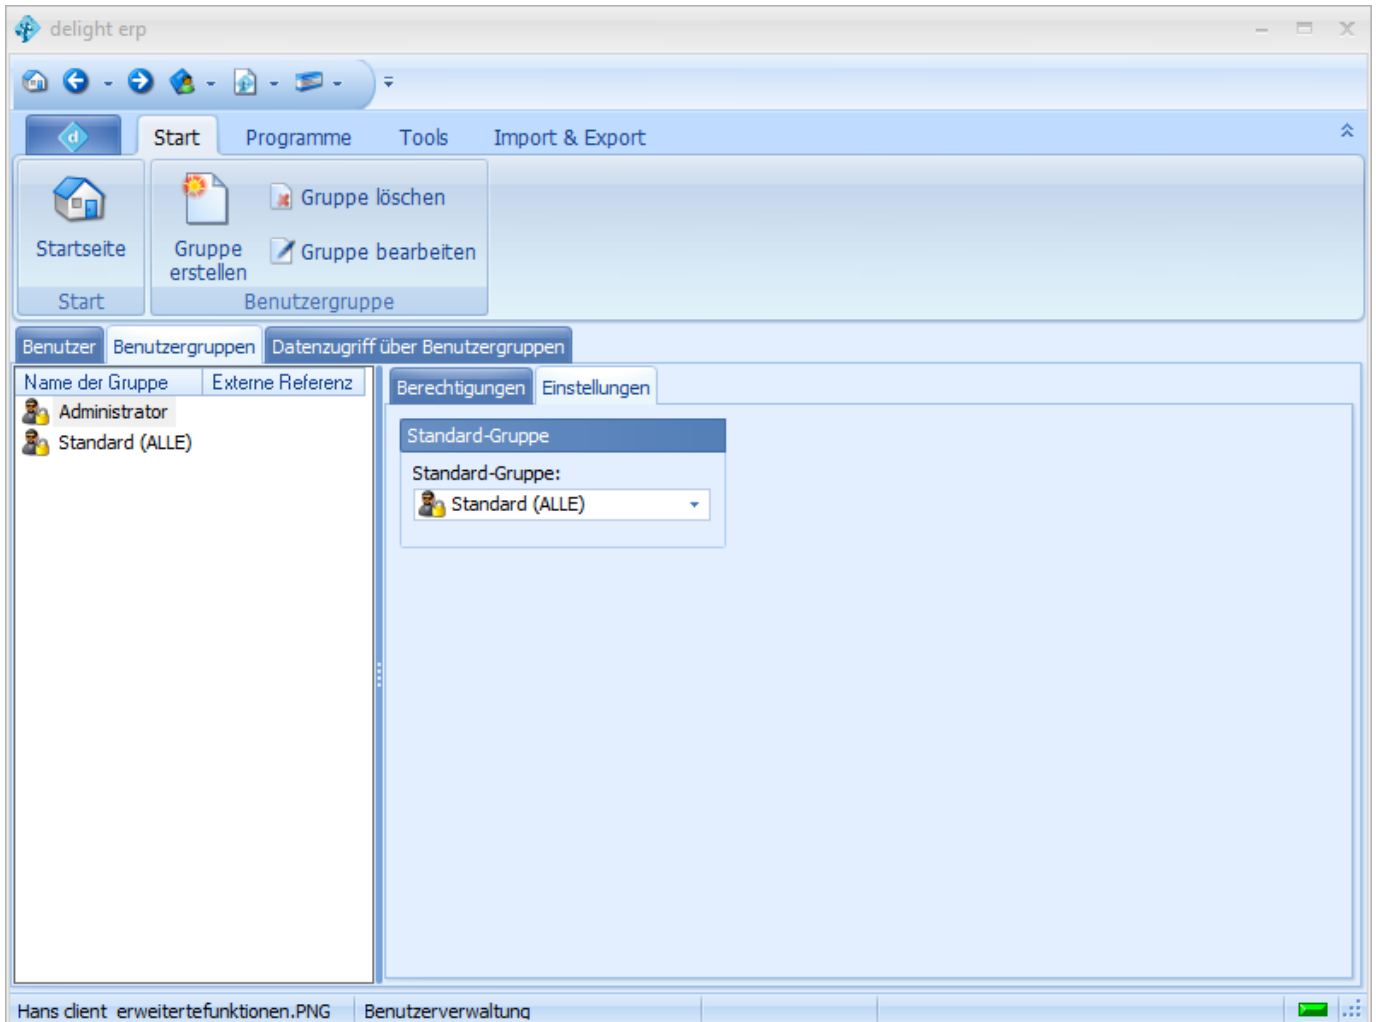 delight erp
Start Programme Tools Import & Export
Gruppe löschen
Startseite Gruppe erstellen Gruppe bearbeiten
Start Benutzergruppe
Benutzer Benutzergruppen Datenzugriff über Benutzergruppen
Name der Gruppe Externe Referenz
Administrator
Standard (ALLE)
Berechtigungen Einstellungen
Standard-Gruppe
Standard-Gruppe:
Standard (ALLE)
Hans client erweitertefunktionen.PNG Benutzerverwaltung